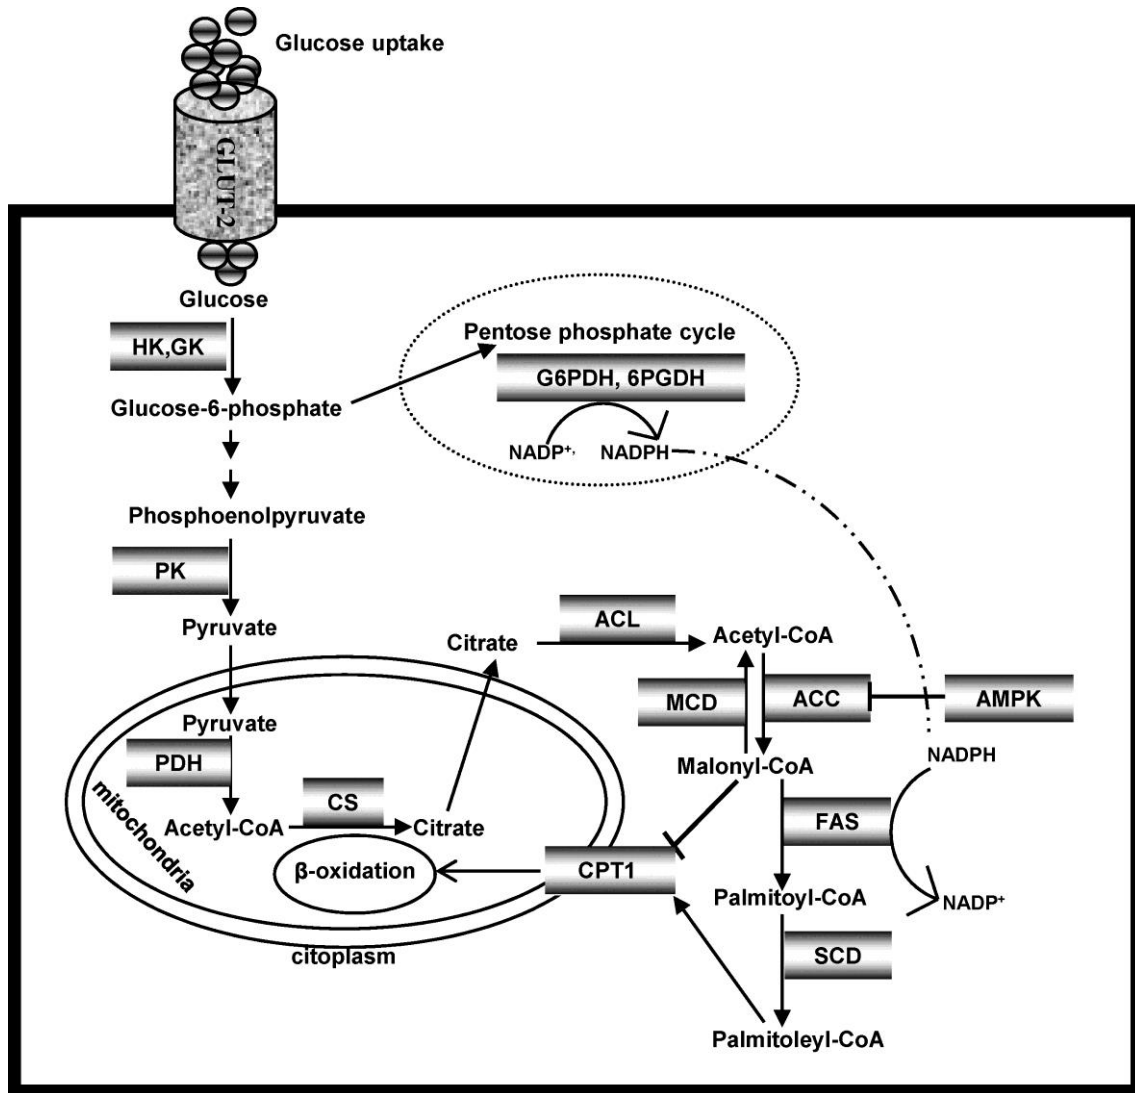 Glucose uptake
GLUT-2
Glucose
HK,GK
Glucose-6-phosphate
Pentose phosphate cycle
G6PDH, 6PGDH
NADP+,
NADPH
Phosphoenolpyruvate
PK
Pyruvate
Citrate
ACL
Acetyl-CoA
MCD
ACC
AMPK
Pyruvate
PDH
Malonyl-CoA
NADPH
mitochondria
Acetyl-CoA
CS
Citrate
FAS
β-oxidation
CPT1
Palmitoyl-CoA
NADP+
citoplasm
SCD
Palmitoleyl-CoA